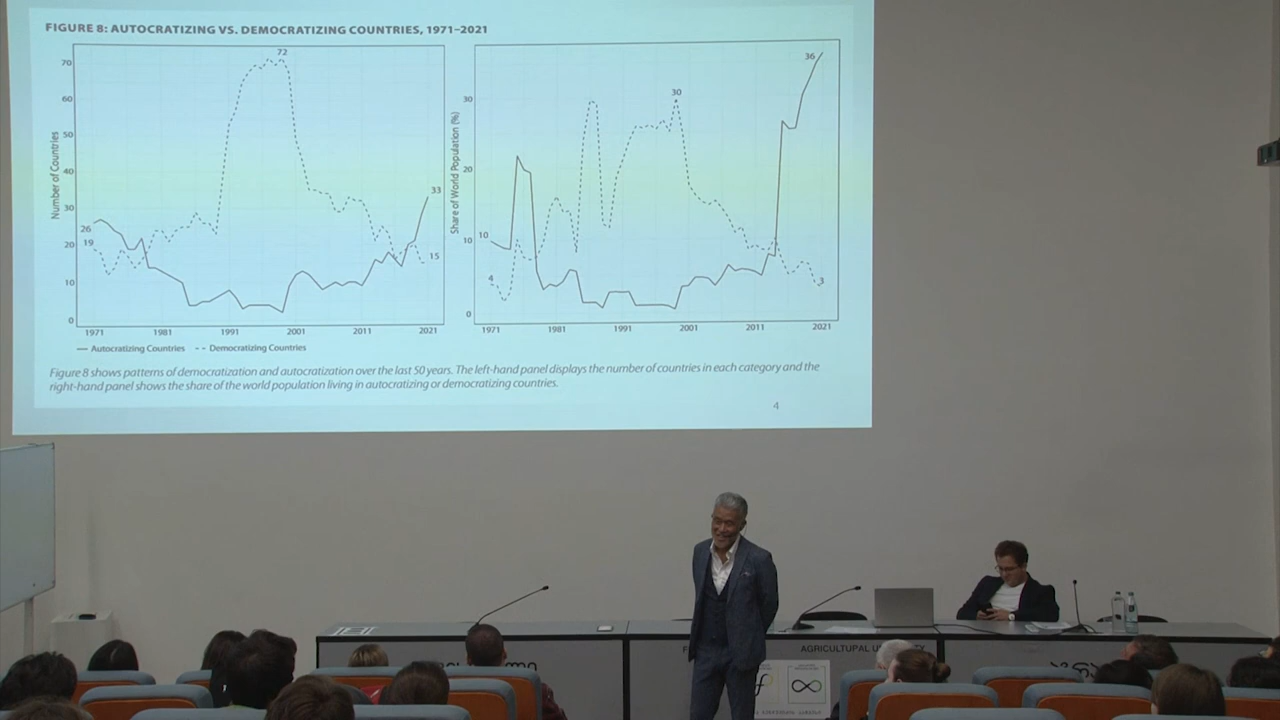 FIGURE 8: AUTOCRATIZING VS. DEMOCRATIZING COUNTRIES, 1971–2021
Number of Countries
70
60
50
40
30
20
10
0
26
19
72
33
15
1971 1981 1991 2001 2011 2021
Share of World Population (%)
30
20
10
0
10
4
30
36
3
1971 1981 1991 2001 2011 2021
— Autocratizing Countries -- Democratizing Countries
Figure 8 shows patterns of democratization and autocratization over the last 50 years. The left-hand panel displays the number of countries in each category and the
right-hand panel shows the share of the world population living in autocratizing or democratizing countries.
4
AGRICULTURAL